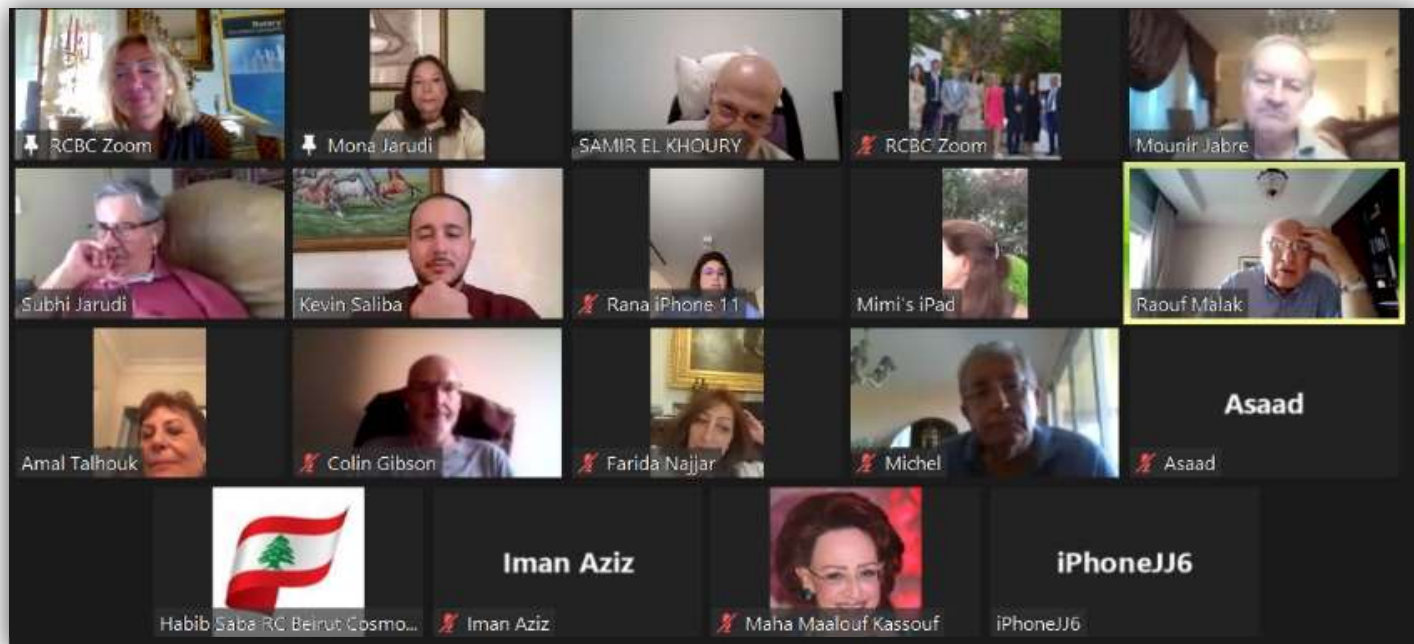 Rotary
RCBC Zoom
Mona Jarudi
SAMIR EL KHOURY
RCBC Zoom
Mounir Jabre
Subhi Jarudi
Kevin Saliba
Rana iPhone 11
Mimi's iPad
Raouf Malak
Amal Talhouk
Colin Gibson
Farida Najjar
Michel
Asaad
Asaad
Habib Saba RC Beirut Cosmo...
Iman Aziz
Iman Aziz
Maha Maalouf Kassouf
iPhoneJJ6
iPhoneJJ6